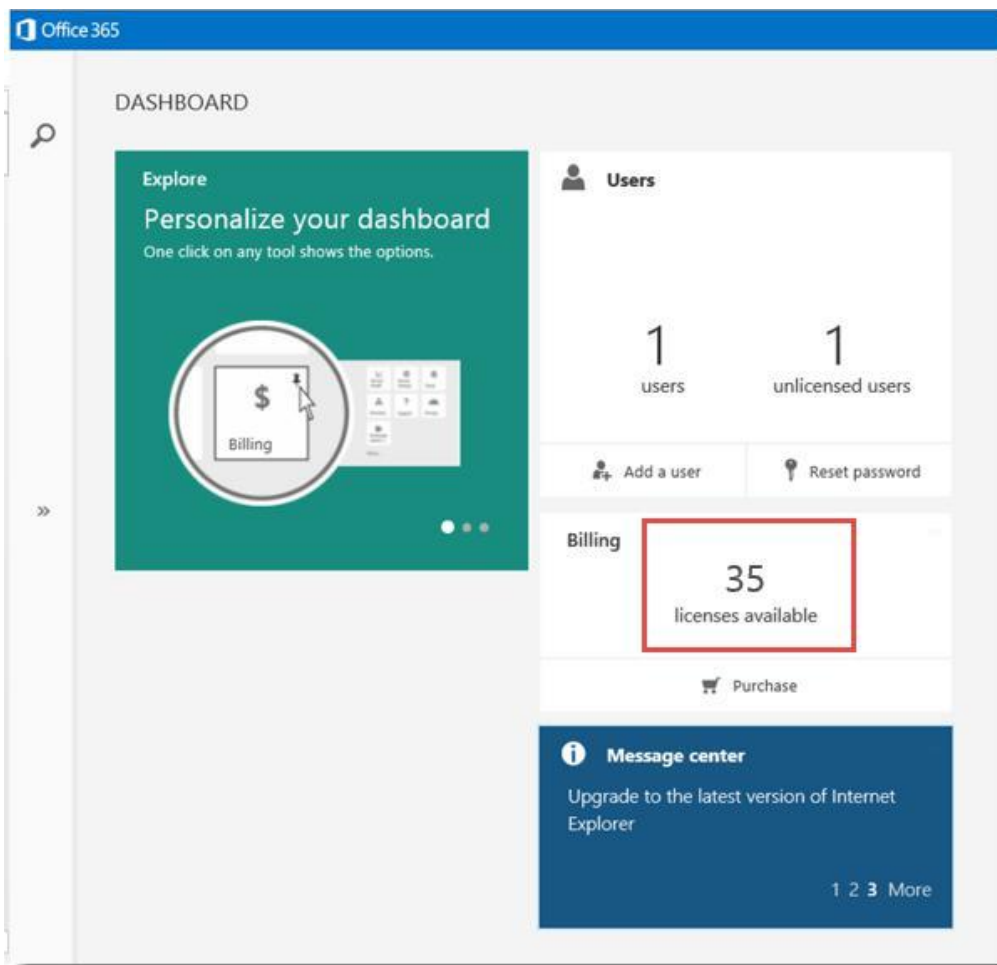 Office 365
DASHBOARD
Explore
Personalize your dashboard
One click on any tool shows the options.
$
Billing
Users
1
users
1
unlicensed users
Add a user
Reset password
Billing
35
licenses available
Purchase
Message center
Upgrade to the latest version of Internet
Explorer
1 2 3 More